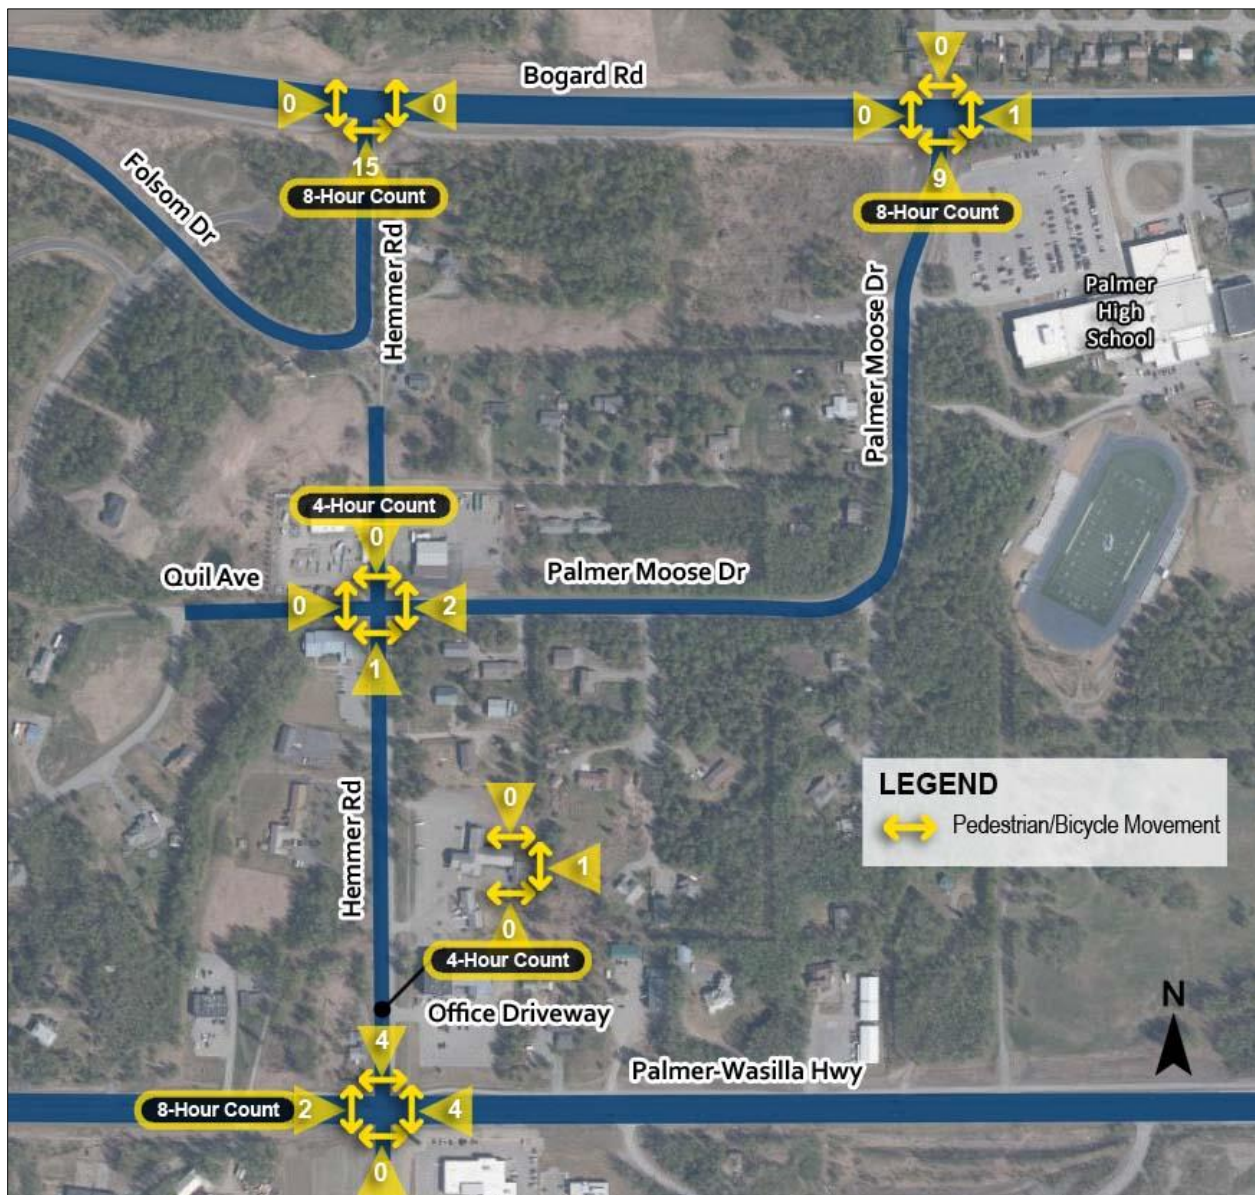 0
Bogard Rd
0
0
0
1
15
8-Hour Count
9
8-Hour Count
Folsom Dr
Hemmer Rd
Palmer Moose Dr
Palmer
High
School
4-Hour Count
0
Quil Ave
Palmer Moose Dr
0
2
1
LEGEND
Pedestrian/Bicycle Movement
Hemmer Rd
0
1
0
4-Hour Count
Office Driveway
N
4
Palmer-Wasilla Hwy
8-Hour Count
2
4
0